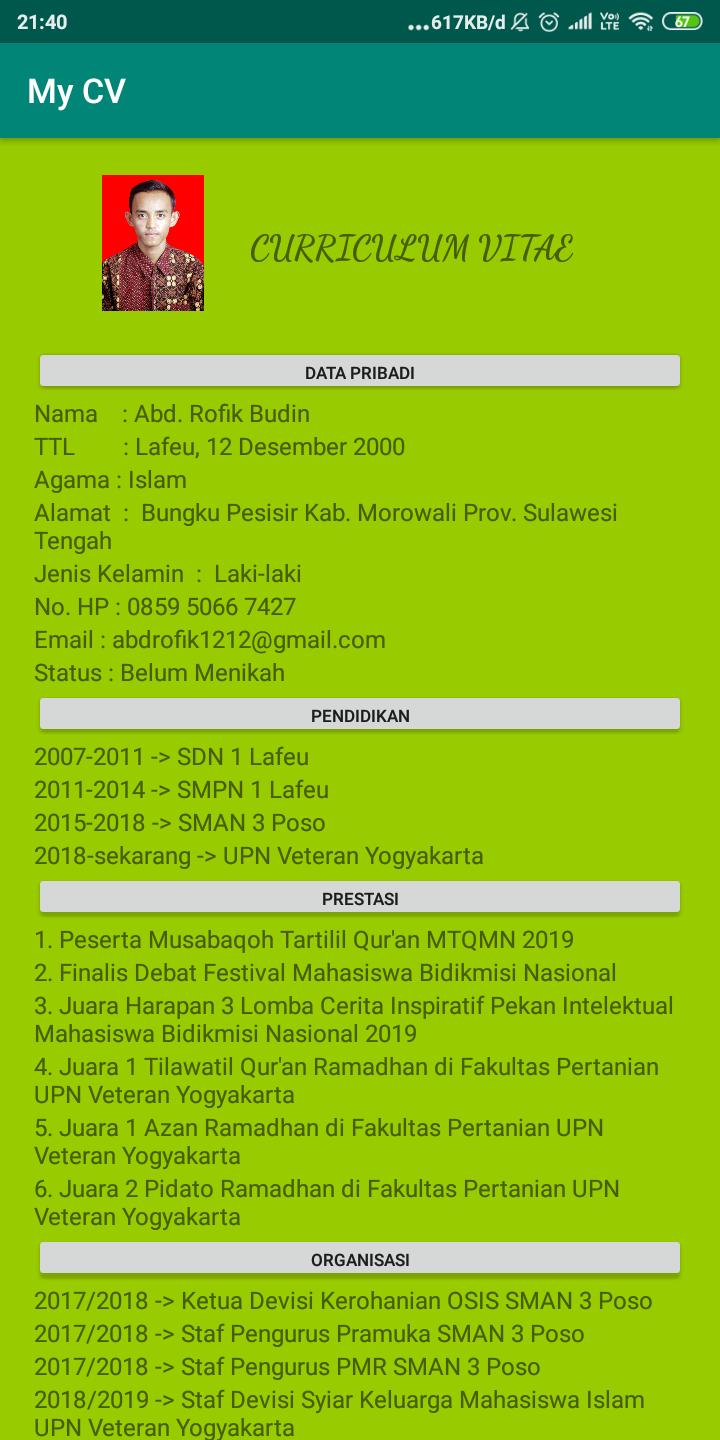 21:40
...617KB/d
Vo))
LTE
67
My CV
CURRICULUM VITAE
DATA PRIBADI
Nama : Abd. Rofik Budin
TTL : Lafeu, 12 Desember 2000
Agama : Islam
Alamat : Bungku Pesisir Kab. Morowali Prov. Sulawesi
Tengah
Jenis Kelamin : Laki-laki
No. HP : 0859 5066 7427
Email : abdrofik1212@gmail.com
Status : Belum Menikah
PENDIDIKAN
2007-2011 -> SDN 1 Lafeu
2011-2014 -> SMPN 1 Lafeu
2015-2018 -> SMAN 3 Poso
2018-sekarang -> UPN Veteran Yogyakarta
PRESTASI
1. Peserta Musabaqoh Tartilil Qur'an MTQMN 2019
2. Finalis Debat Festival Mahasiswa Bidikmisi Nasional
3. Juara Harapan 3 Lomba Cerita Inspiratif Pekan Intelektual
Mahasiswa Bidikmisi Nasional 2019
4. Juara 1 Tilawatil Qur'an Ramadhan di Fakultas Pertanian
UPN Veteran Yogyakarta
5. Juara 1 Azan Ramadhan di Fakultas Pertanian UPN
Veteran Yogyakarta
6. Juara 2 Pidato Ramadhan di Fakultas Pertanian UPN
Veteran Yogyakarta
ORGANISASI
2017/2018 -> Ketua Devisi Kerohanian OSIS SMAN 3 Poso
2017/2018 -> Staf Pengurus Pramuka SMAN 3 Poso
2017/2018 -> Staf Pengurus PMR SMAN 3 Poso
2018/2019 -> Staf Devisi Syiar Keluarga Mahasiswa Islam
UPN Veteran Yogyakarta